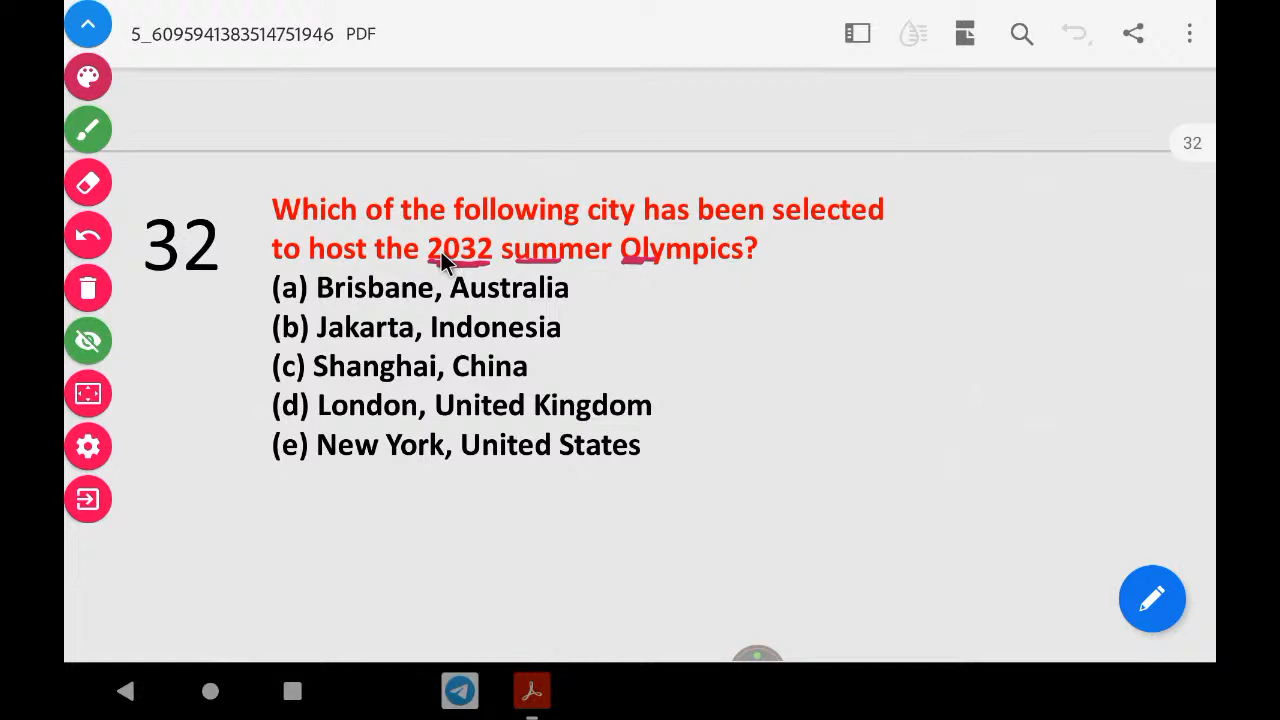 5_6095941383514751946 PDF
32
32
Which of the following city has been selected
to host the 2032 summer Olympics?
(a) Brisbane, Australia
(b) Jakarta, Indonesia
(c) Shanghai, China
(d) London, United Kingdom
(e) New York, United States